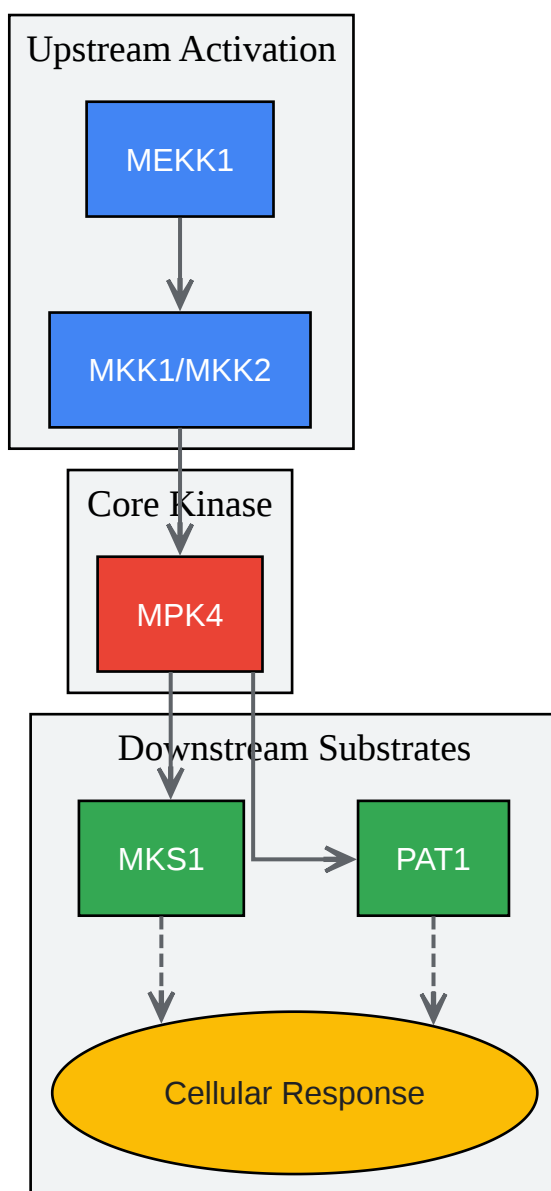 Upstream Activation
MEKK1
MKK1/MKK2
Core Kinase
MPK4
Downstream Substrates
MKS1
PAT1
Cellular Response